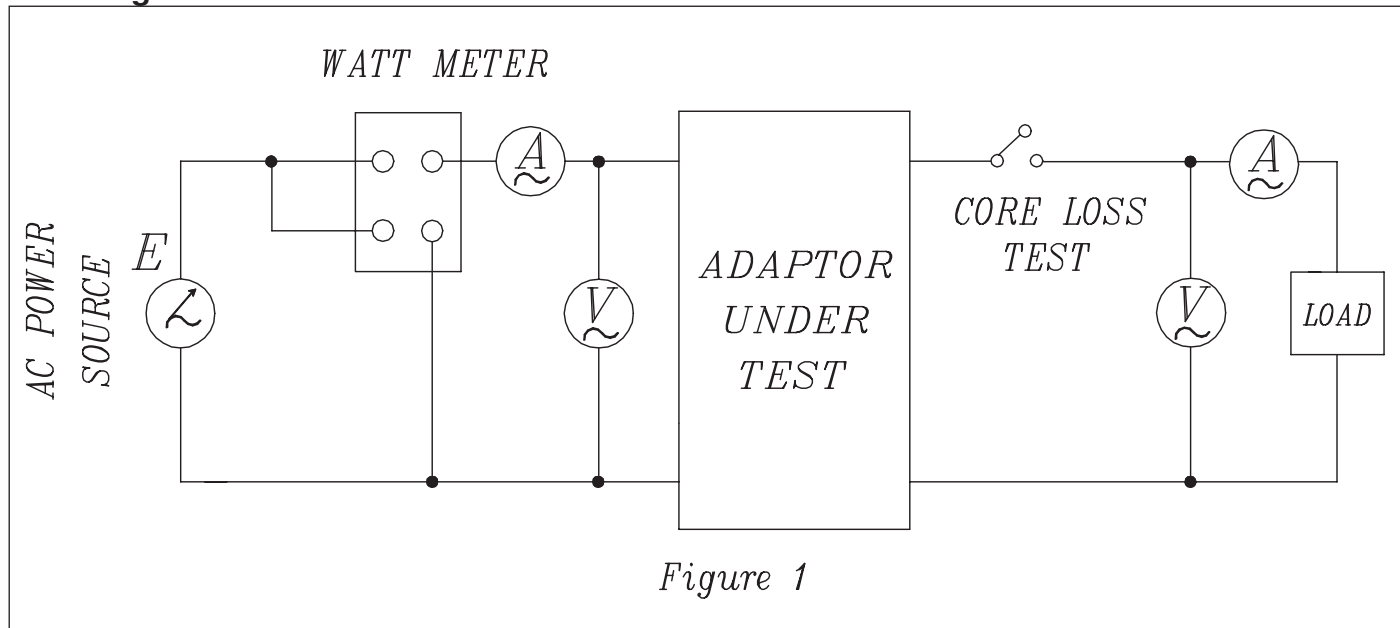 WATT METER
AC POWER
SOURCE
E
A
V
ADAPTOR
UNDER
TEST
CORE LOSS
TEST
V
A
LOAD
Figure 1